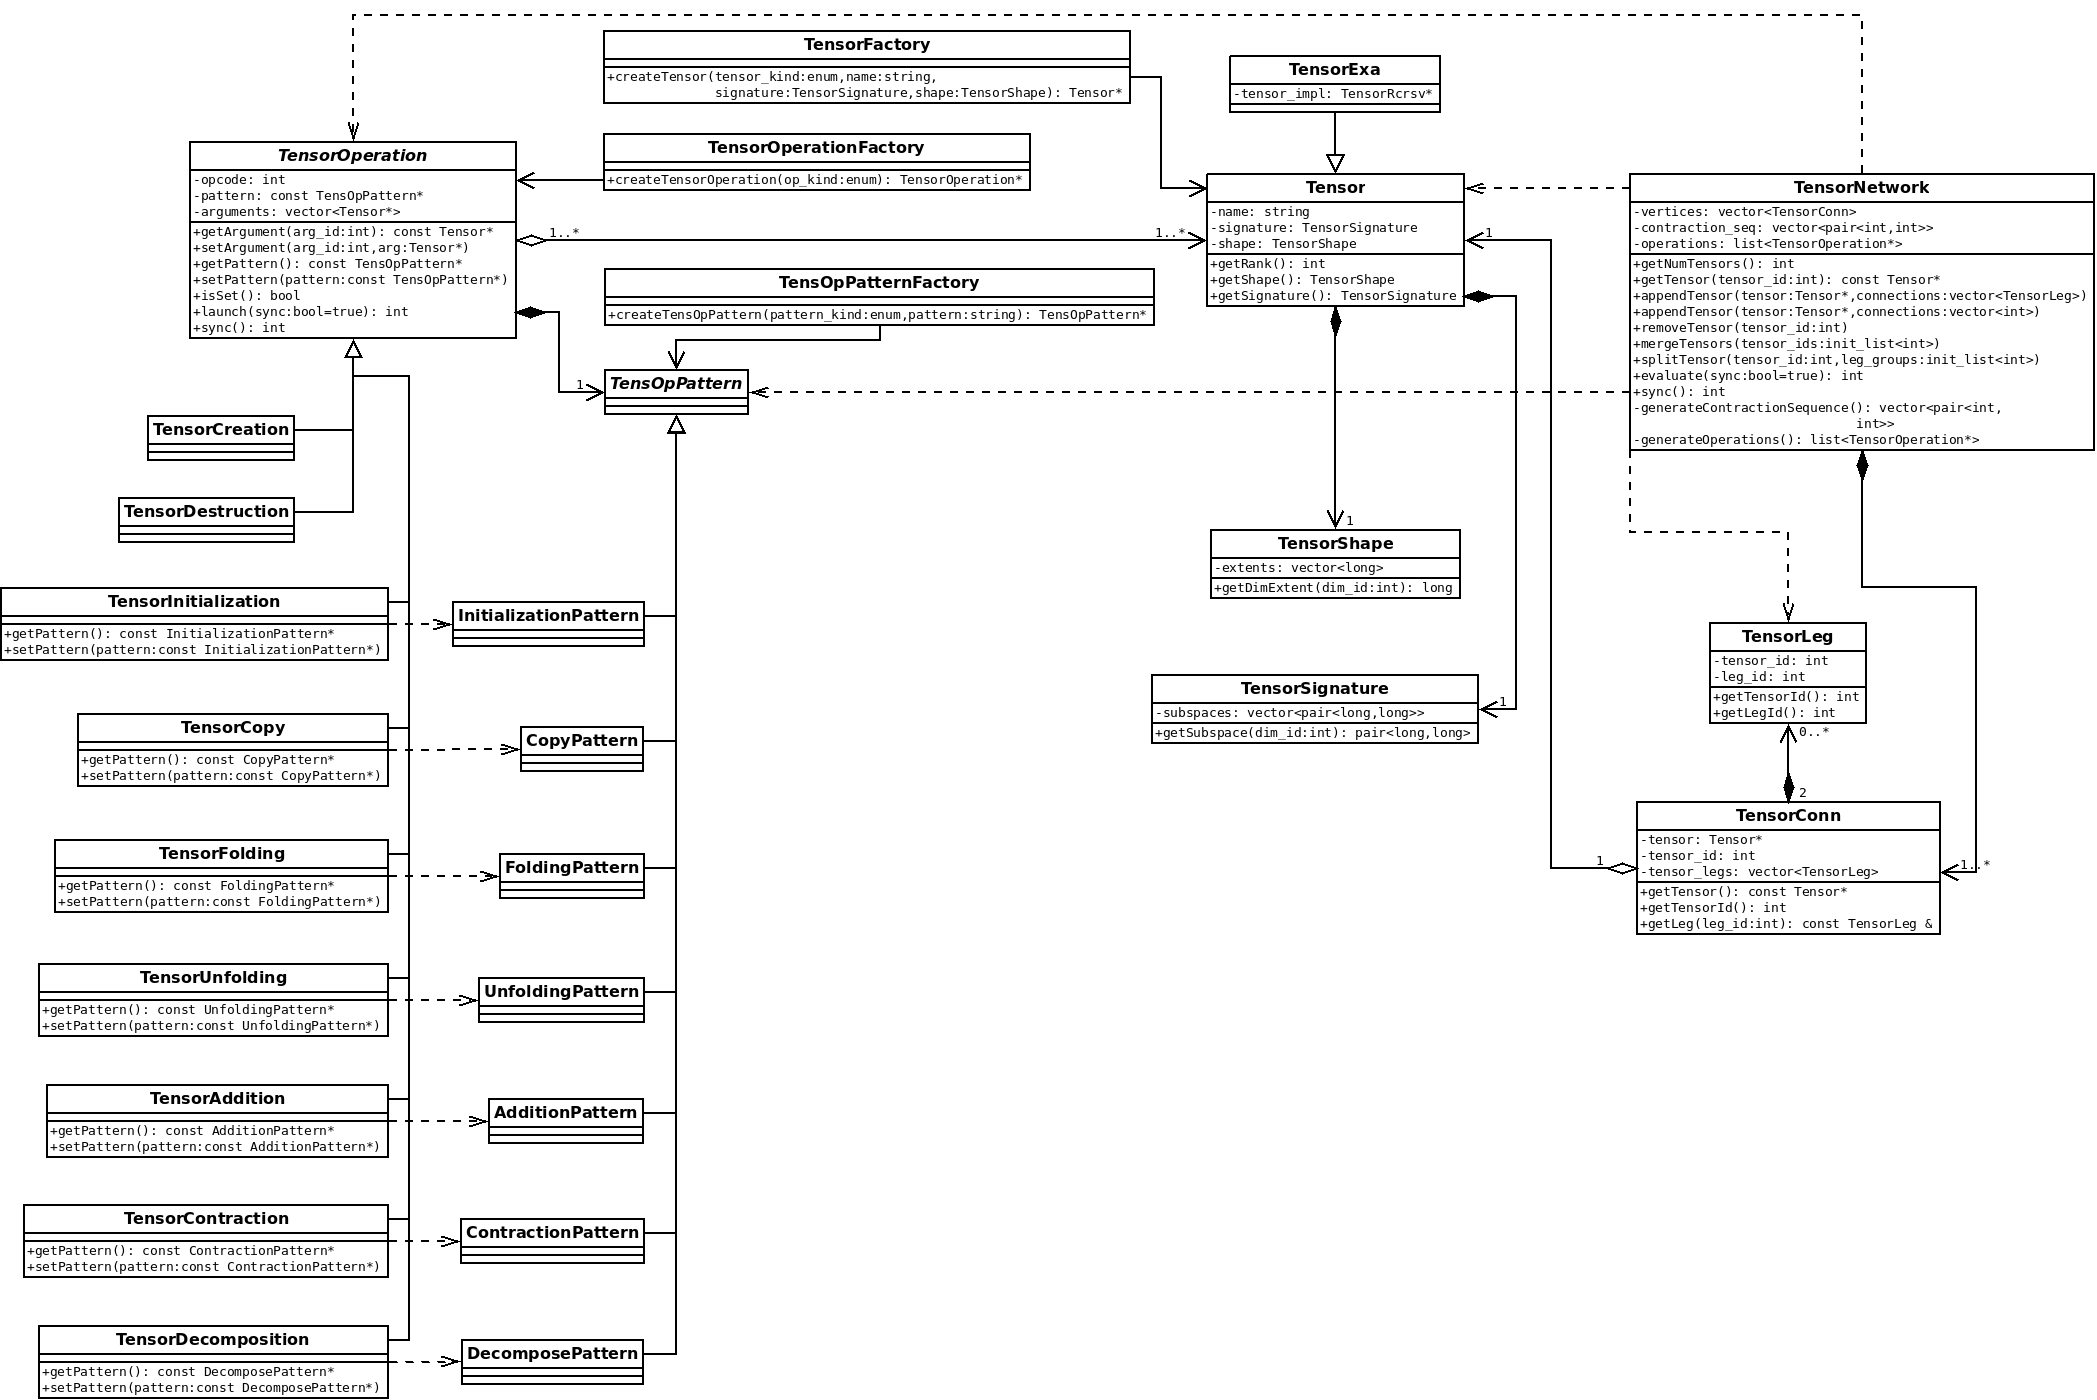 TensorFactory
+createTensor(tensor_kind:enum,name:string,
signature:TensorSignature,shape:TensorShape): Tensor*
TensorExa
-tensor_impl: TensorRcrsv*
TensorOperation
-opcode: int
-pattern: const TensOpPattern*
-arguments: vector<Tensor*>
+getArgument(arg_id:int): const Tensor*
+setArgument(arg_id:int,arg:Tensor*)
+getPattern(): const TensOpPattern*
+setPattern(pattern:const TensOpPattern*)
+isSet(): bool
+launch(sync:bool=true): int
+sync(): int
TensorOperationFactory
+createTensorOperation(op_kind:enum): TensorOperation*
1..*
1..*
TensOpPatternFactory
+createTensOpPattern(pattern_kind:enum,pattern:string): TensOpPattern*
1
TensOpPattern
Tensor
-name: string
-signature: TensorSignature
-shape: TensorShape
+getRank(): int
+getShape(): TensorShape
+getSignature(): TensorSignature
1
TensorNetwork
-vertices: vector<TensorConn>
-contraction_seq: vector<pair<int,int>>
-operations: list<TensorOperation*>
+getNumTensors(): int
+getTensor(tensor_id:int): const Tensor*
+appendTensor(tensor:Tensor*,connections:vector<TensorLeg>)
+appendTensor(tensor:Tensor*,connections:vector<int>)
+removeTensor(tensor_id:int)
+mergeTensors(tensor_ids:init_list<int>)
+splitTensor(tensor_id:int,leg_groups:init_list<int>)
+evaluate(sync:bool=true): int
+sync(): int
-generateContractionSequence(): vector<pair<int,
int>>
-generateOperations(): list<TensorOperation*>
TensorCreation
TensorDestruction
1
TensorShape
-extents: vector<long>
+getDimExtent(dim_id:int): long
TensorInitialization
+getPattern(): const InitializationPattern*
+setPattern(pattern:const InitializationPattern*)
InitializationPattern
TensorLeg
-tensor_id: int
-leg_id: int
+getTensorId(): int
+getLegId(): int
0..*
TensorSignature
-subspaces: vector<pair<long,long>>
+getSubspace(dim_id:int): pair<long,long>
1
TensorCopy
+getPattern(): const CopyPattern*
+setPattern(pattern:const CopyPattern*)
CopyPattern
2
TensorConn
-tensor: Tensor*
-tensor_id: int
-tensor_legs: vector<TensorLeg>
+getTensor(): const Tensor*
+getTensorId(): int
+getLeg(leg_id:int): const TensorLeg &
1
1..*
TensorFolding
+getPattern(): const FoldingPattern*
+setPattern(pattern:const FoldingPattern*)
FoldingPattern
TensorUnfolding
+getPattern(): const UnfoldingPattern*
+setPattern(pattern:const UnfoldingPattern*)
UnfoldingPattern
TensorAddition
+getPattern(): const AdditionPattern*
+setPattern(pattern:const AdditionPattern*)
AdditionPattern
TensorContraction
+getPattern(): const ContractionPattern*
+setPattern(pattern:const ContractionPattern*)
ContractionPattern
TensorDecomposition
+getPattern(): const DecomposePattern*
+setPattern(pattern:const DecomposePattern*)
DecomposePattern